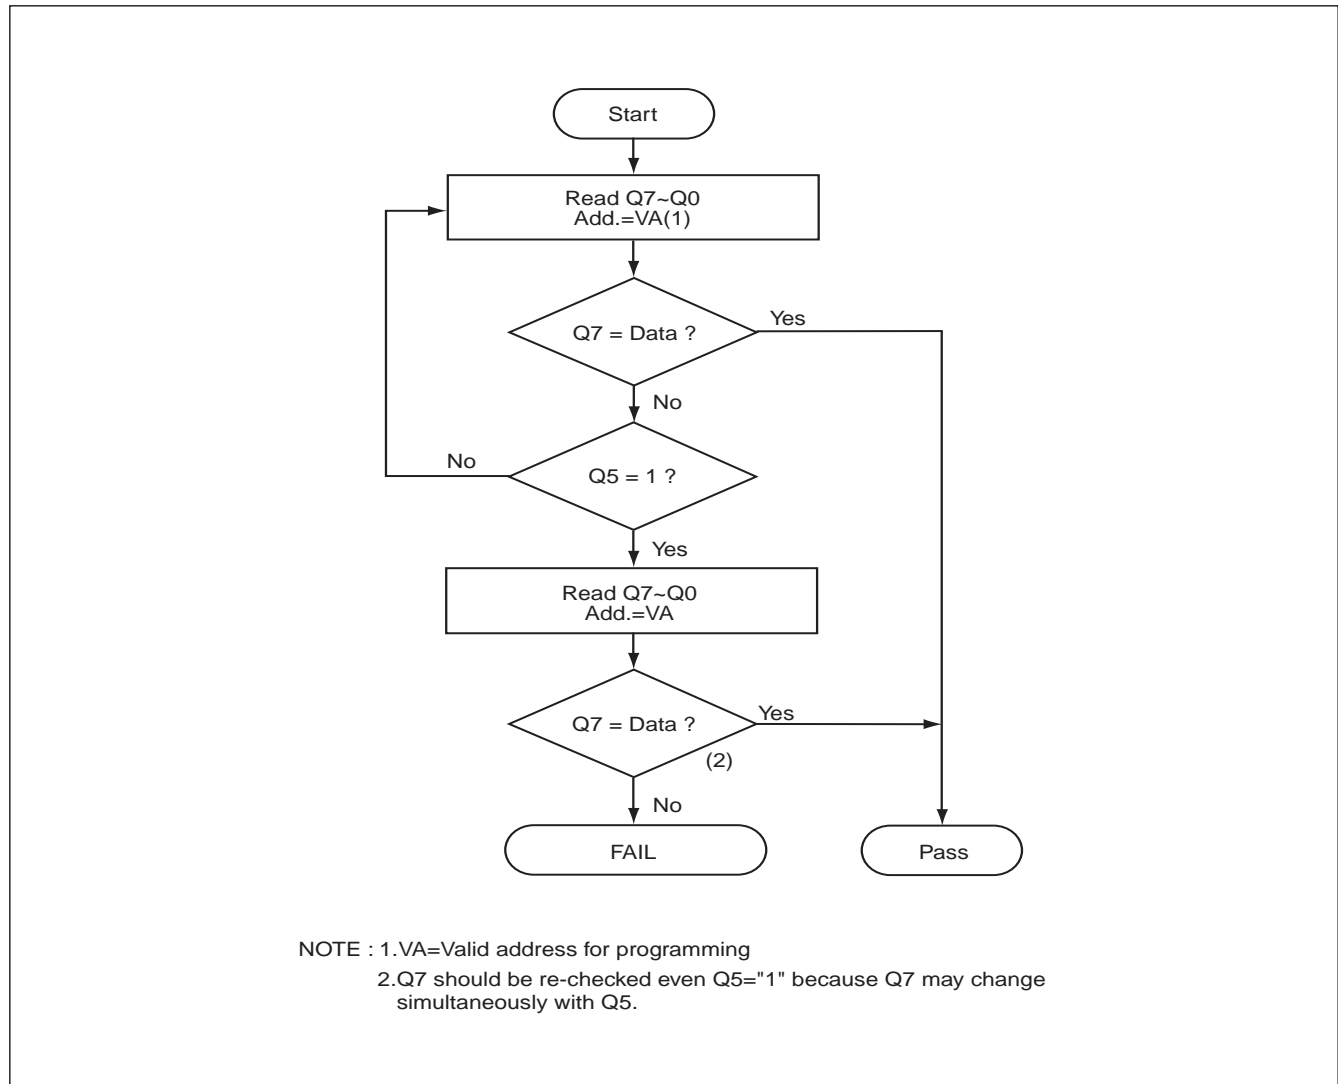 Start
Read Q7~Q0
Add.=VA(1)
Q7 = Data ?
Yes
No
No
Q5 = 1 ?
Yes
Read Q7~Q0
Add.=VA
Q7 = Data ?
Yes
(2)
No
FAIL
Pass
NOTE : 1.VA=Valid address for programming
2.Q7 should be re-checked even Q5="1" because Q7 may change
simultaneously with Q5.